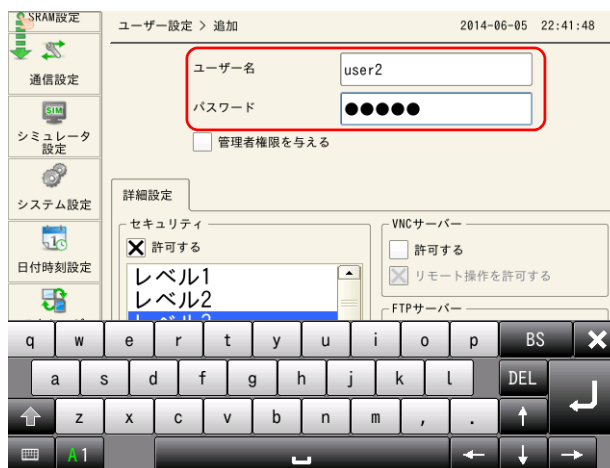 SRAM設定
ユーザー設定 > 追加
2014-06-05 22:41:48
通信設定
SIM
シミュレータ
設定
システム設定
日付時刻設定
ユーザー名
user2
パスワード
●●●●●
管理者権限を与える
詳細設定
セキュリティ
許可する
レベル1
レベル2
VNCサーバー
許可する
リモート操作を許可する
FTPサーバー
q w e r t y u i o p BS
a s d f g h j k l DEL
z x c v b n m , .
A1